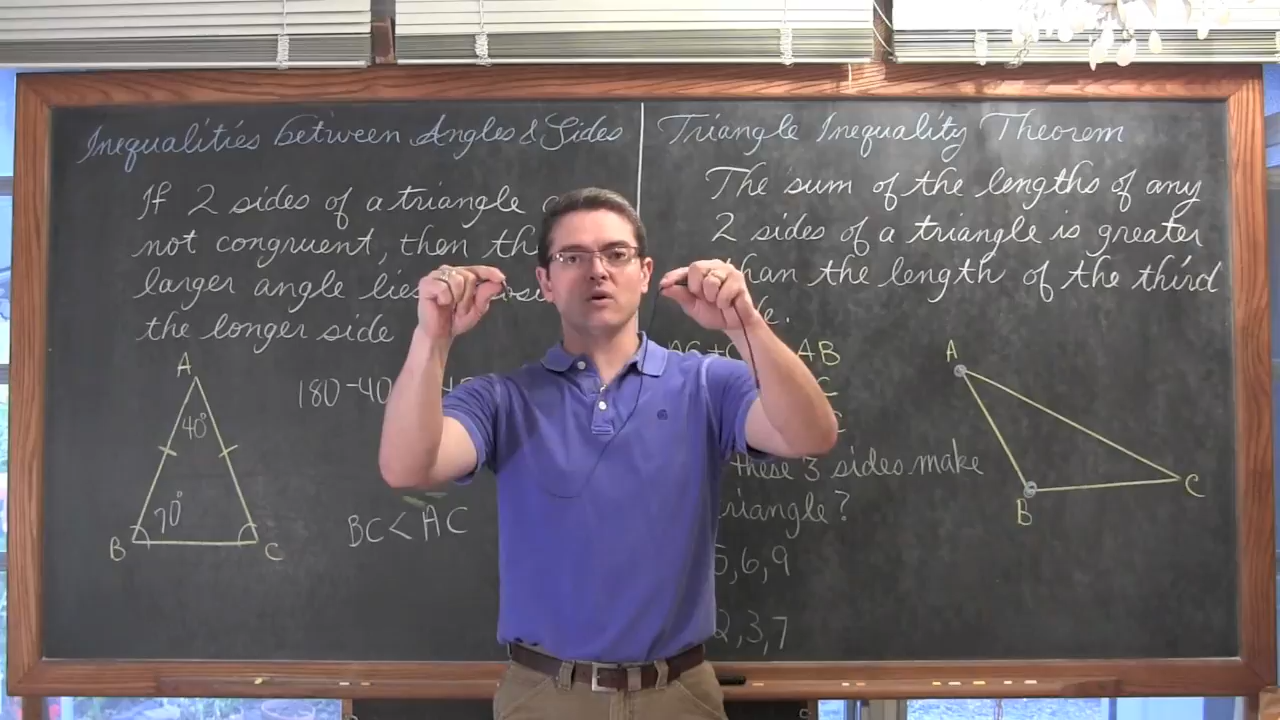 Inequalities between Angles & Sides
If 2 sides of a triangle
not congruent, then
larger angle
the longer side
A
40°
70°
B
C
180-40
BC < AC
Triangle Inequality Theorem
The sum of the lengths of any
2 sides of a triangle is greater
than the length of the third
AB
C
C
these 3 sides make
riangle?
5,6,9
2,3,7
A
B
C